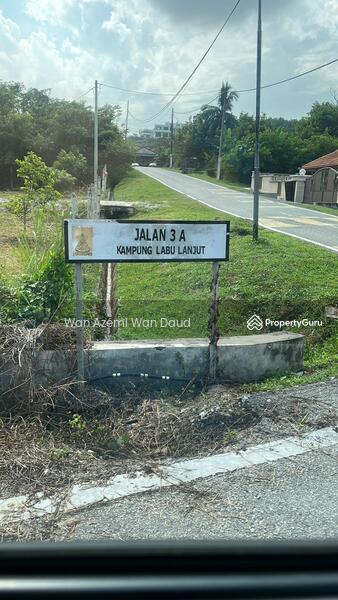 JALAN 3 A
KAMPUNG LABU LANJUT
Wan Azemi Wan Daud
PropertyGuru